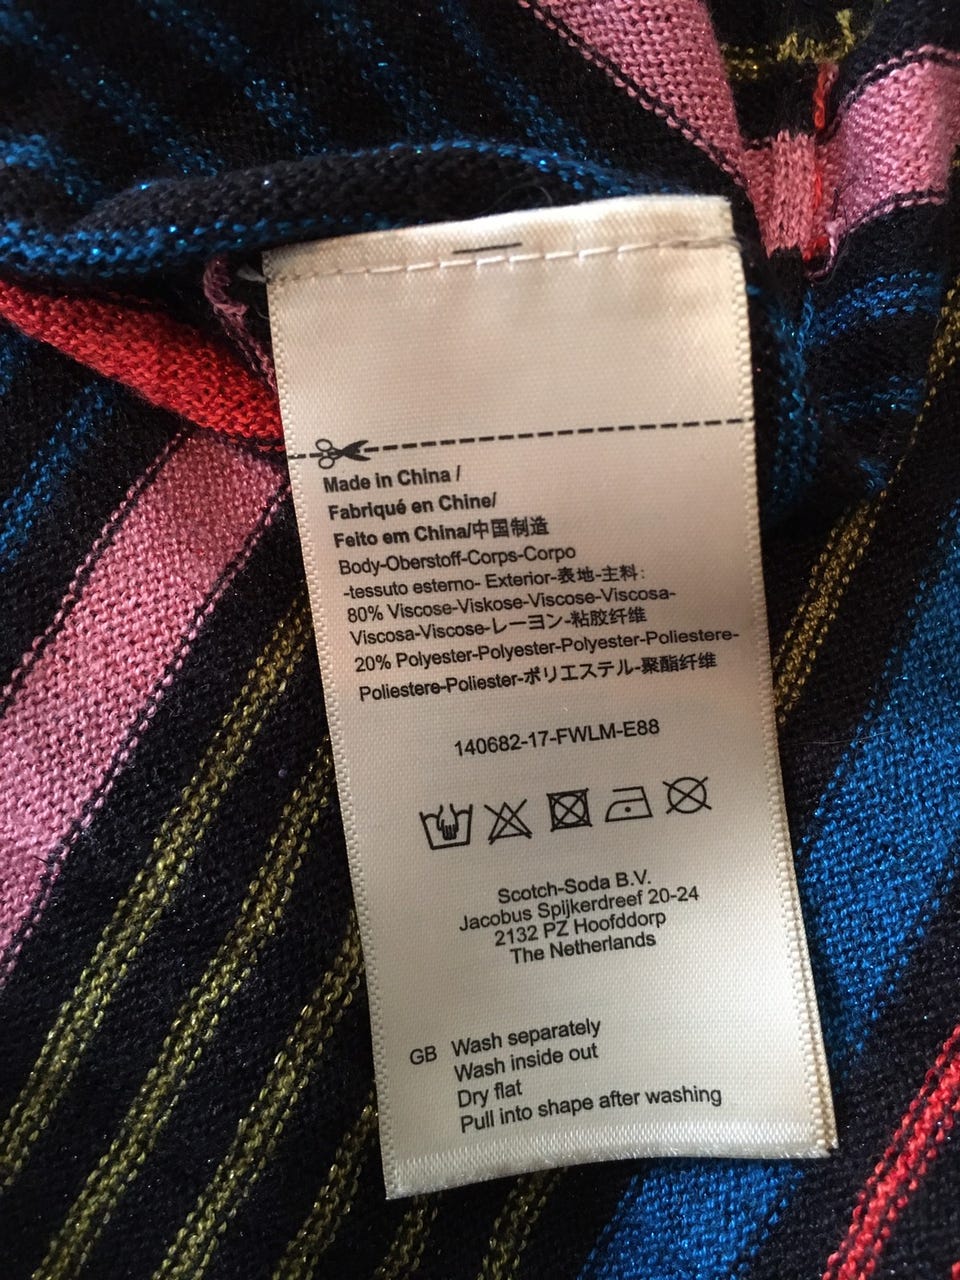 Made in China /
Fabriqué en Chine/
Feito em China/中国制造
Body-Oberstoff-Corps-Corpo
-tessuto esterno- Exterior-表地-主料:
80% Viscose-Viskose-Viscose-Viscosa-
Viscosa-Viscose-レーヨン-粘胶纤维
20% Polyester-Polyester-Polyester-Poliestere-
Poliestere-Poliester-ポリエステル-聚酯纤维
140682-17-FWLM-E88
Scotch-Soda B.V.
Jacobus Spijkerdreef 20-24
2132 PZ Hoofddorp
The Netherlands
GB Wash separately
Wash inside out
Dry flat
Pull into shape after washing